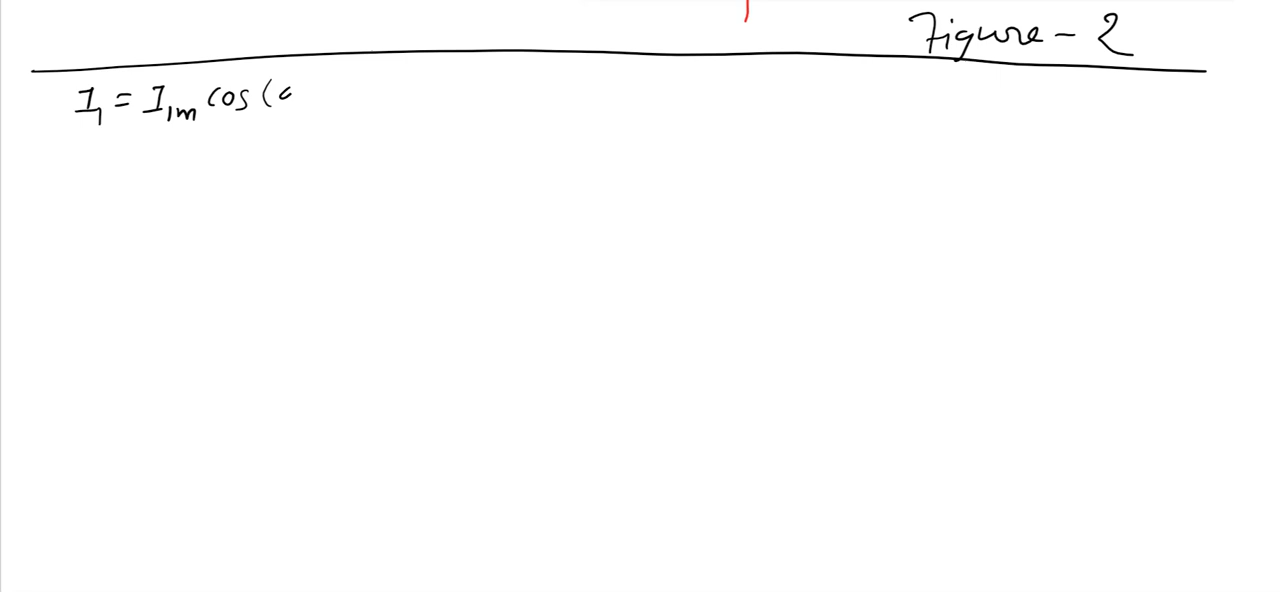 Figure - 2
I₁ = I₁ₘ cos (